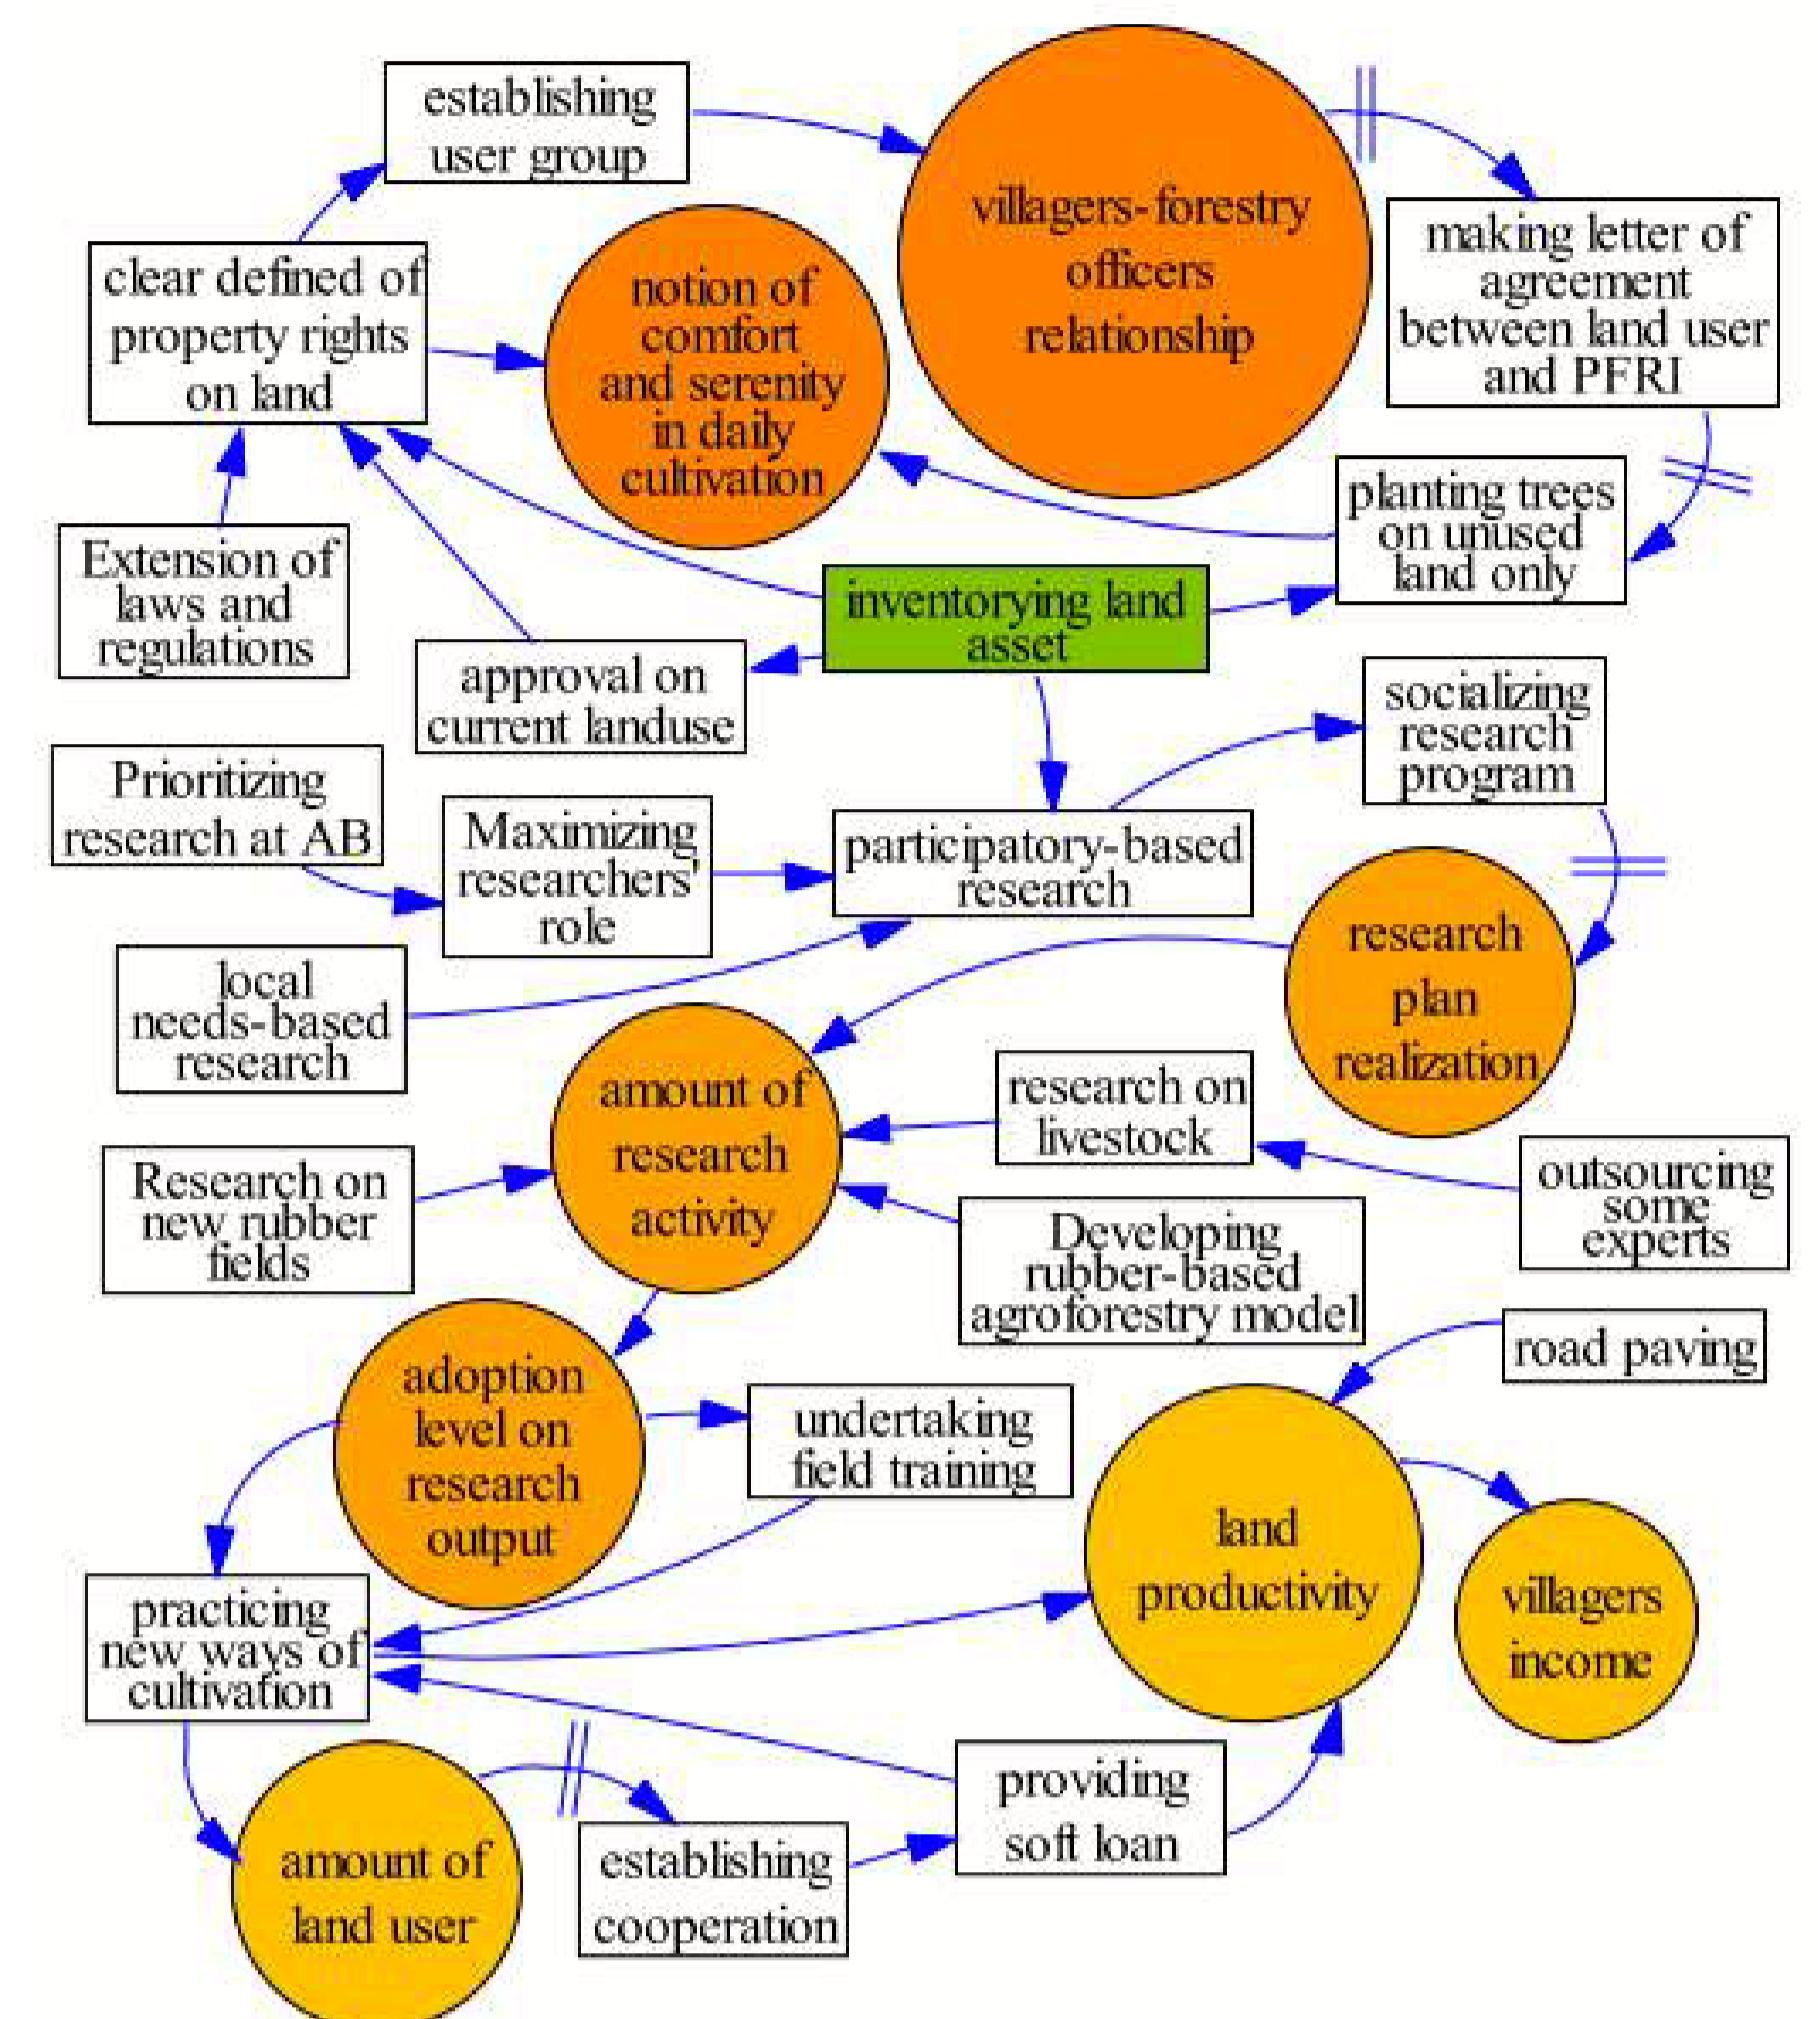 establishing
user group
villagers-forestry
officers
relationship
making letter of
agreement
between land user
and PFRI
clear defined of
property rights
on land
notion of
comfort
and serenity
in daily
cultivation
planting trees
on unused
land only
Extension of
laws and
regulations
inventorying land
asset
approval on
current landuse
socializing
research
program
Prioritizing
research at AB
Maximizing
researchers'
role
participatory-based
research
local
needs-based
research
research
plan
realization
amount of
research
activity
research on
livestock
Research on
new rubber
fields
outsourcing
some
experts
Developing
rubber-based
agroforestry model
road paving
adoption
level on
research
output
undertaking
field training
land
productivity
villagers
income
practicing
new ways of
cultivation
providing
soft loan
amount of
land user
establishing
cooperation